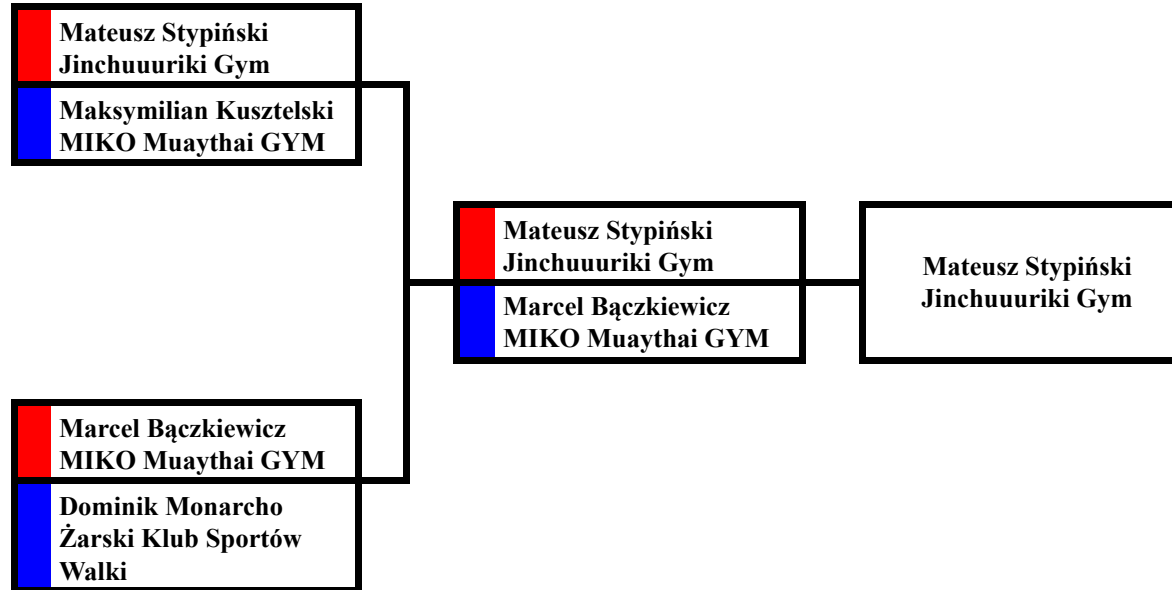 Mateusz Stypiński
Jinchuuuriki Gym
Maksymilian Kusztelski
MIKO Muaythai GYM
Mateusz Stypiński
Jinchuuuriki Gym
Marcel Bączkiewicz
MIKO Muaythai GYM
Mateusz Stypiński
Jinchuuuriki Gym
Marcel Bączkiewicz
MIKO Muaythai GYM
Dominik Monarcho
Żarski Klub Sportów
Walki